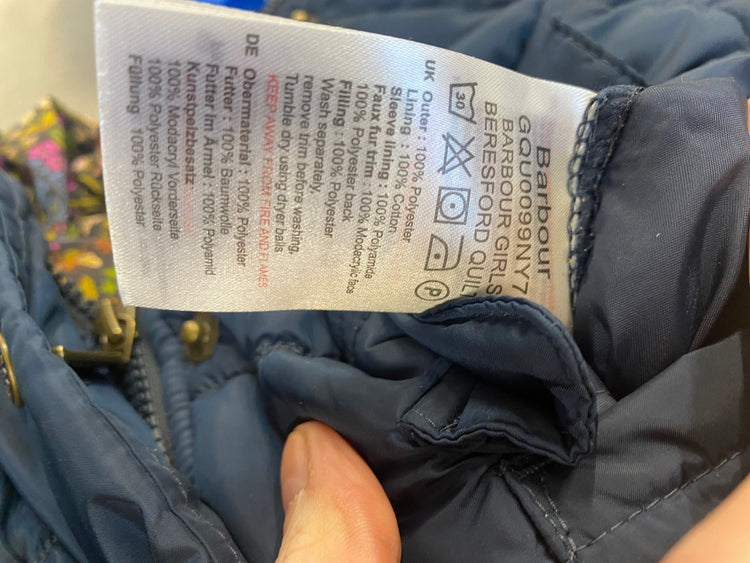 Barbour
GQU0099NY7
BARBOUR GIRLS
BERESFORD QUILT
30
P
UK Outer: 100% Polyester
Lining : 100% Cotton
Sleeve lining : 100% Polyamide
Faux fur trim : 100% Modacrylic face
100% Polyester back
Filling: 100% Polyester
Wash separately,
remove trim before washing.
Tumble dry using dryer balls
KEEP AWAY FROM FIRE AND FLAMES
DE Obermaterial : 100% Polyester
Futter : 100% Baumwolle
Futter im Ärmel : 100% Polyamid
Kunstpelzbesatz:
100% Modacryl Vorderseite
100% Polyester Rückseite
Füllung : 100% Polyester